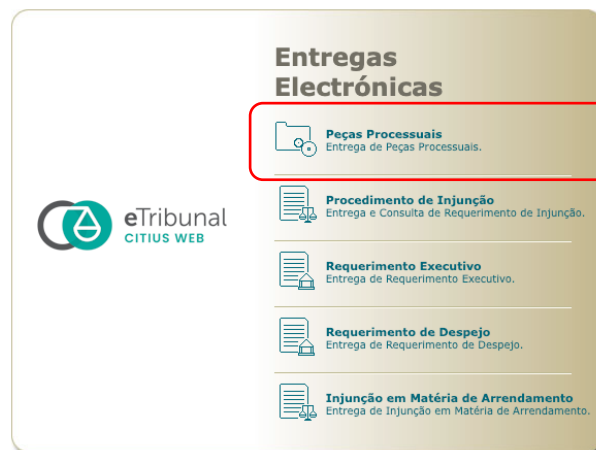 Entregas
Electrónicas
Peças Processuais
Entrega de Peças Processuais.
Procedimento de Injunção
Entrega e Consulta de Requerimento de Injunção.
eTribunal
CITIUS WEB
Requerimento Executivo
Entrega de Requerimento Executivo.
Requerimento de Despejo
Entrega de Requerimento de Despejo.
Injunção em Matéria de Arrendamento
Entrega de Injunção em Matéria de Arrendamento.